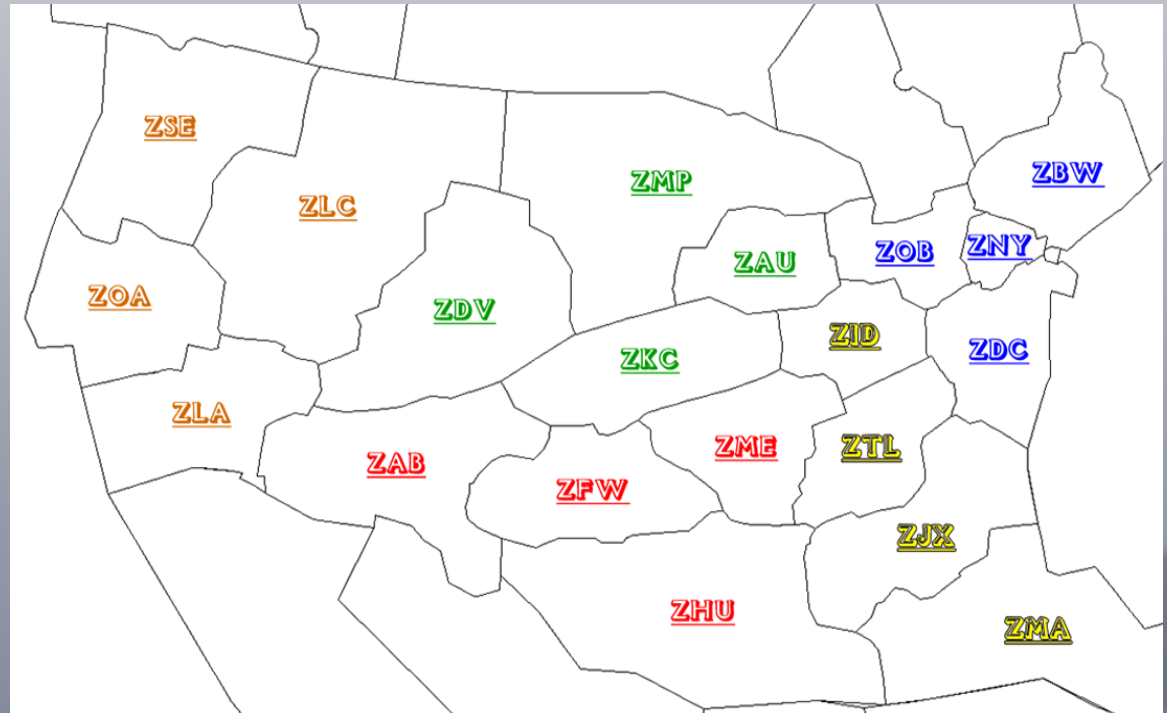 ZSE
ZBW
ZMP
ZLC
ZNY
ZOB
ZAU
ZOA
ZDV
ZID
ZDC
ZKC
ZLA
ZME
ZTL
ZAB
ZFW
ZJX
ZHU
ZMA